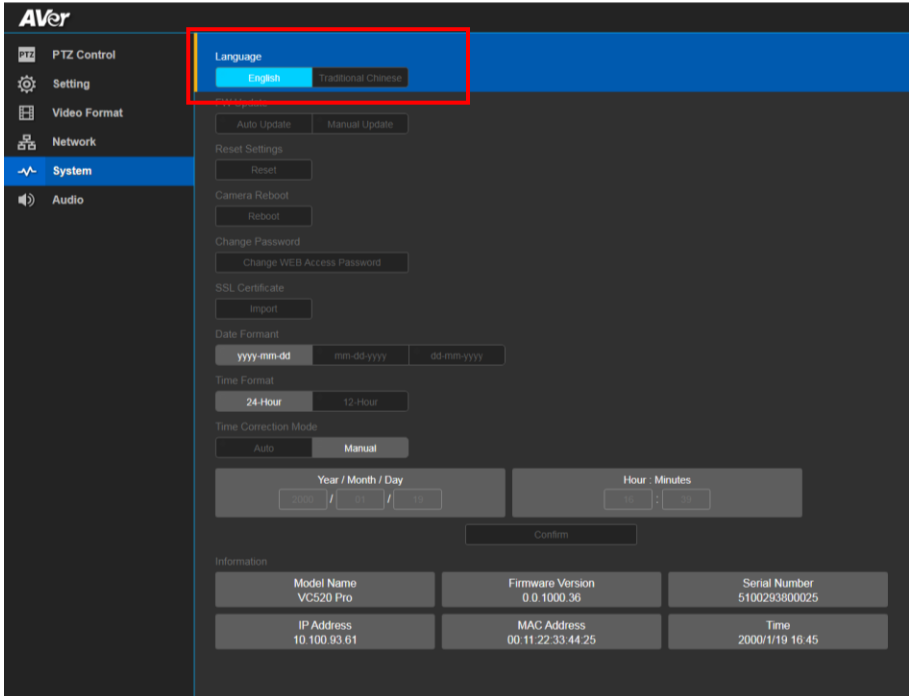 AVer
PTZ PTZ Control
Setting
Video Format
Network
System
Audio
Language
English Traditional Chinese
FW Update
Auto Update Manual Update
Reset Settings
Reset
Camera Reboot
Reboot
Change Password
Change WEB Access Password
SSL Certificate
Import
Date Formant
yyyy-mm-dd mm-dd-yyyy dd-mm-yyyy
Time Format
24-Hour 12-Hour
Time Correction Mode
Auto Manual
Year / Month / Day Hour : Minutes
2000 / 01 / 19 16 : 39
Confirm
Information
Model Name Firmware Version Serial Number
VC520 Pro 0.0.1000.36 5100293800025
IP Address MAC Address Time
10.100.93.61 00:11:22:33:44:25 2000/1/19 16:45